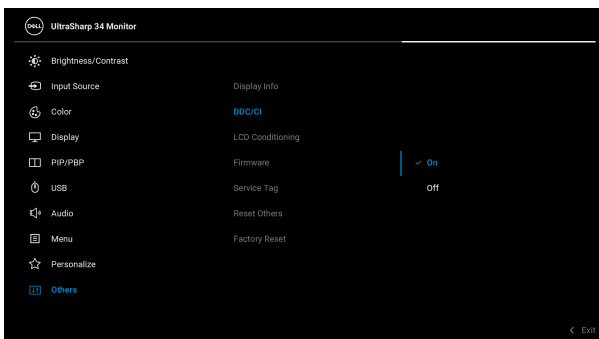 DELL UltraSharp 34 Monitor
Brightness/Contrast
Input Source Display Info
Color DDC/CI
Display LCD Conditioning
PIP/PBP Firmware ✓ On
USB Service Tag Off
Audio Reset Others
Menu Factory Reset
Personalize
Others
< Exit